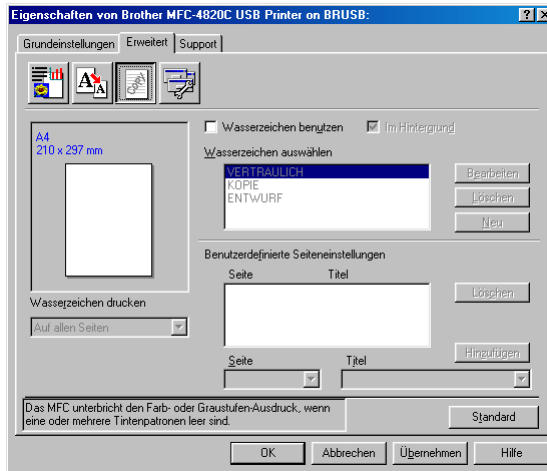 Eigenschaften von Brother MFC-4820C USB Printer on BRUSB:
Grundeinstellungen Erweitert Support
A4
210 x 297 mm
Wasserzeichen benutzen Im Hintergrund
Wasserzeichen auswählen
VERTRAULICH
KOPIE
ENTWURF
Bearbeiten
Löschen
Neu
Wasserzeichen drucken
Auf allen Seiten
Benutzerdefinierte Seiteneinstellungen
Seite Titel
Löschen
Hinzufügen
Seite Titel
Das MFC unterbricht den Farb- oder Graustufen-Ausdruck, wenn
eine oder mehrere Tintenpatronen leer sind.
Standard
OK Abbrechen Übernehmen Hilfe